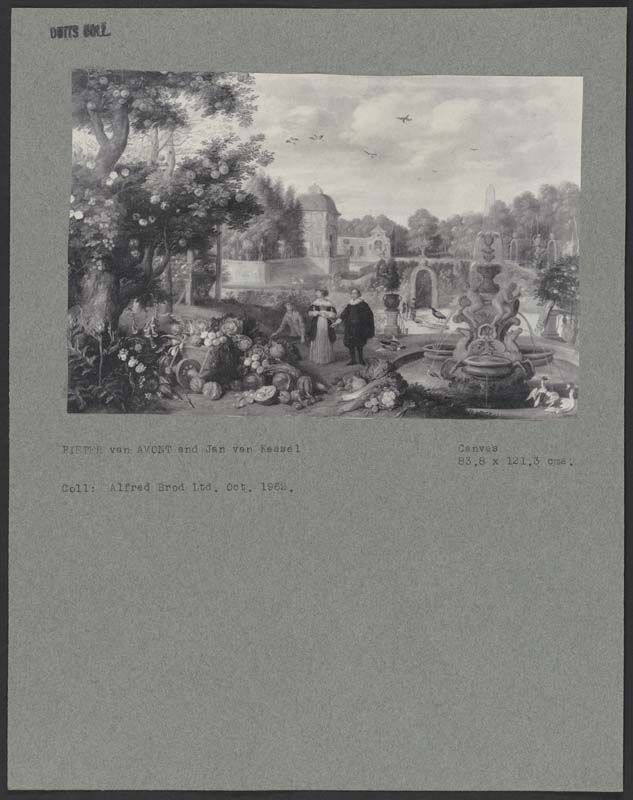 DUITS COLL.
PIETER van AVONT and Jan van Kessel
Canvas
83.8 x 121.3 cms.
Coll: Alfred Brod Ltd. Oct. 1962.